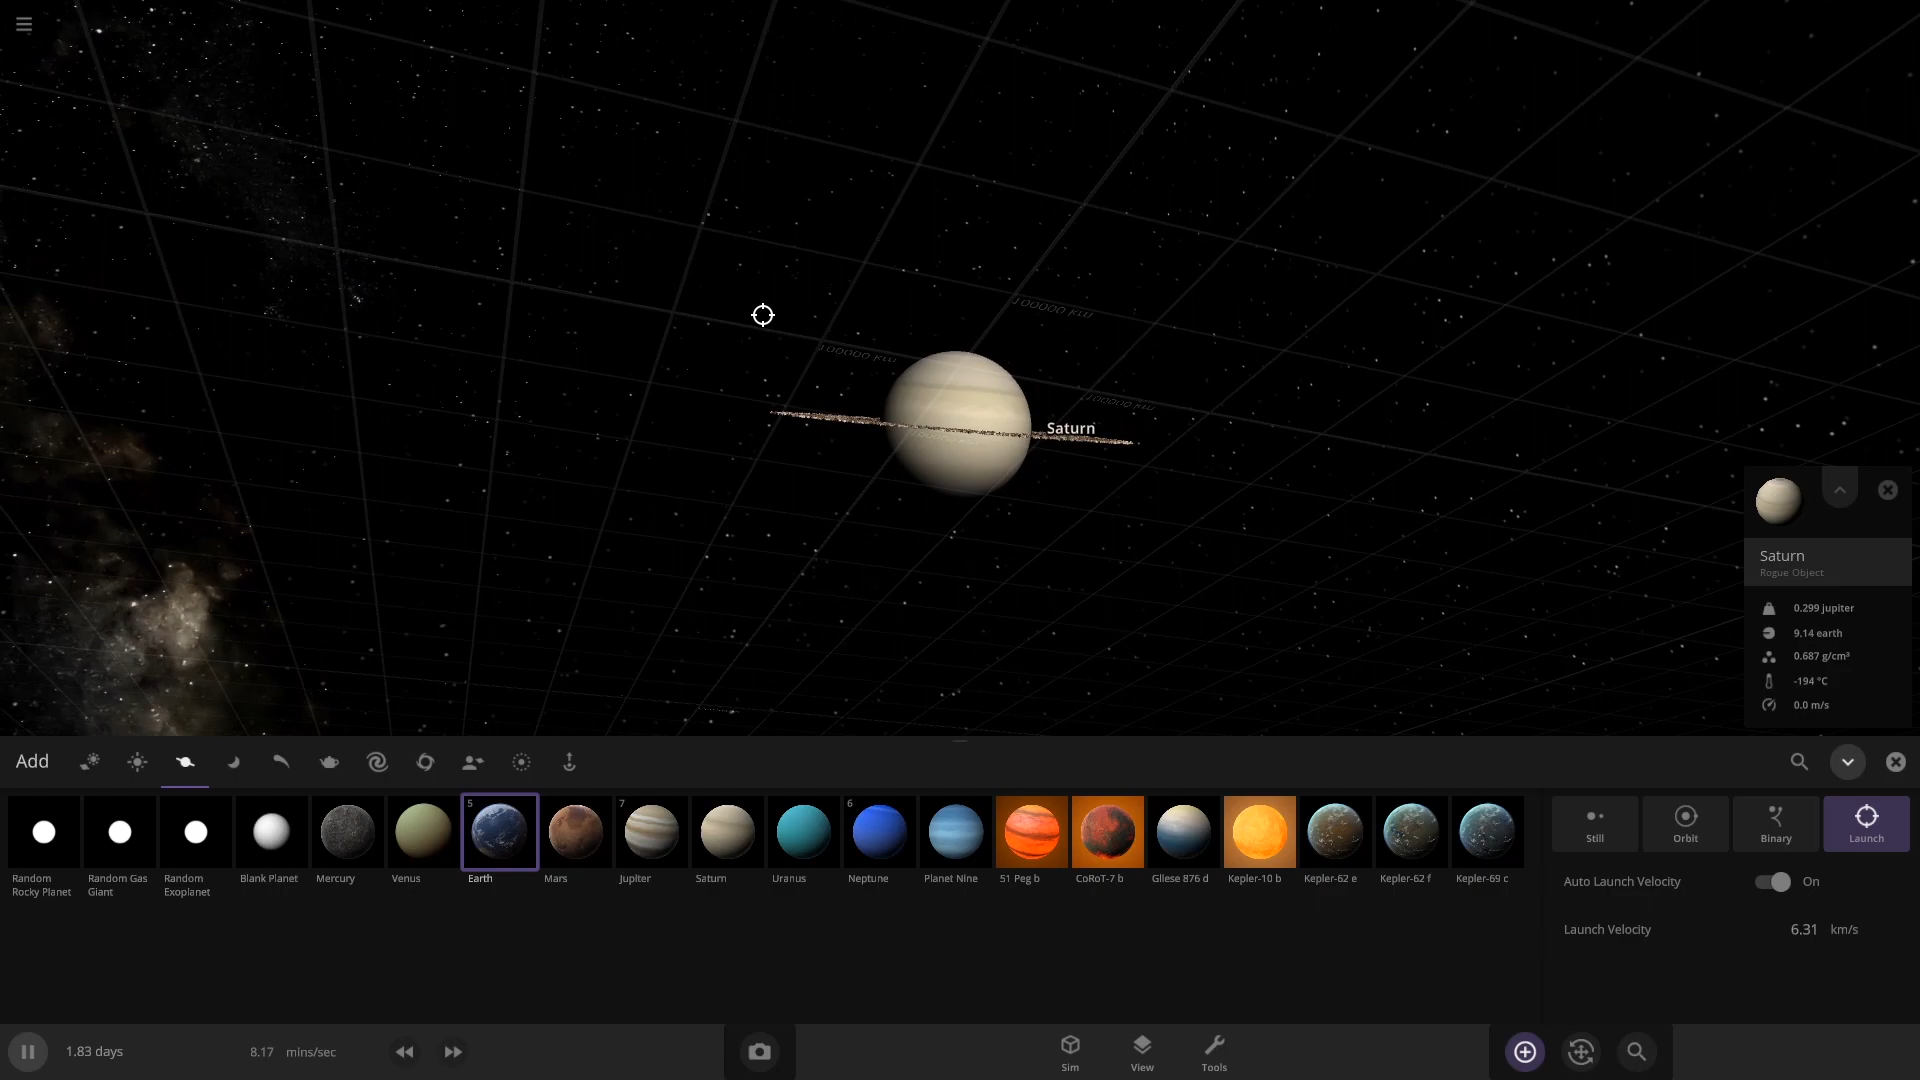 100000 KM
100000 KM
100000 KM
Saturn
Saturn
Rogue Object
0.299 jupiter
9.14 earth
0.687 g/cm³
-194 °C
0.0 m/s
Add
5
7
6
Random Rocky Planet
Random Gas Giant
Random Exoplanet
Blank Planet
Mercury
Venus
Earth
Mars
Jupiter
Saturn
Uranus
Neptune
Planet Nine
51 Peg b
CoRoT-7 b
Gliese 876 d
Kepler-10 b
Kepler-62 e
Kepler-62 f
Kepler-69 c
Still
Orbit
Binary
Launch
Auto Launch Velocity On
Launch Velocity 6.31 km/s
1.83 days
8.17 mins/sec
Sim
View
Tools